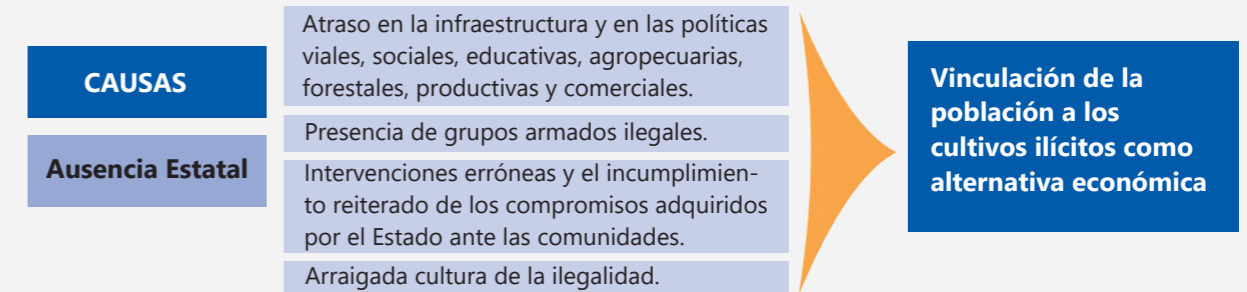 CAUSAS
Ausencia Estatal
Atraso en la infraestructura y en las políticas
viales, sociales, educativas, agropecuarias,
forestales, productivas y comerciales.
Presencia de grupos armados ilegales.
Intervenciones erróneas y el incumplimien-
to reiterado de los compromisos adquiridos
por el Estado ante las comunidades.
Arraigada cultura de la ilegalidad.
Vinculación de la
población a los
cultivos ilícitos como
alternativa económica